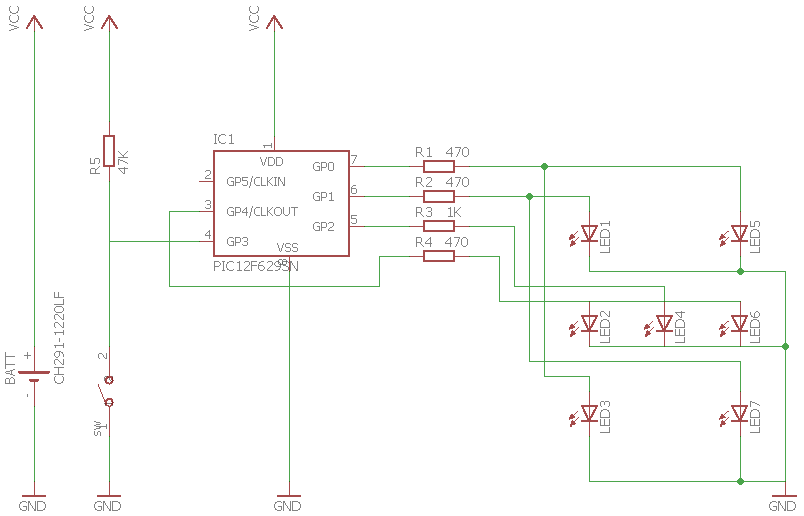 VCC
VCC
VCC
IC1
R5
47K
1
VDD
2
GP5/CLKIN
3
GP4/CLKOUT
4
GP3
VSS
8
PIC12F629SN
GP0
7
GP1
6
GP2
5
R1 470
R2 470
R3 1K
R4 470
LED1
LED5
LED2
LED4
LED6
LED3
LED7
BATT
+
-
CH291-1220LF
2
SW
1
GND
GND
GND
GND